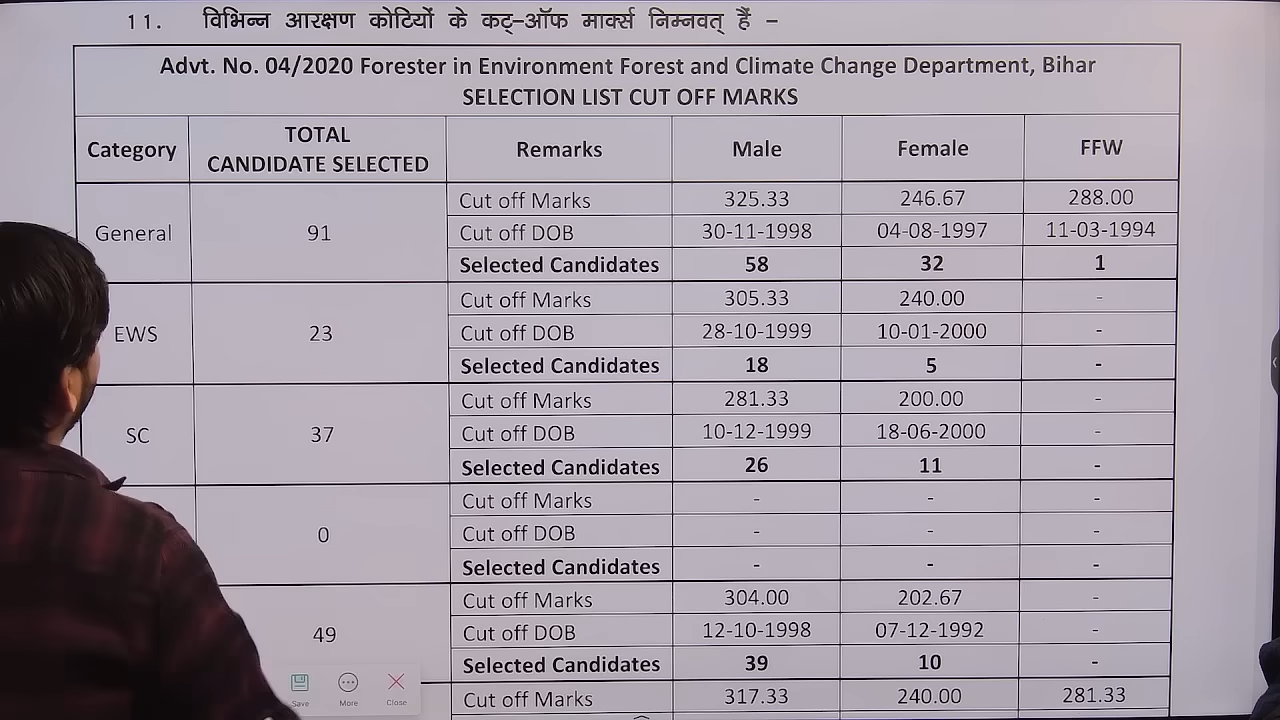 11. विभिन्न आरक्षण कोटियों के कट्-ऑफ मार्क्स निम्नवत् हैं -
Advt. No. 04/2020 Forester in Environment Forest and Climate Change Department, Bihar
SELECTION LIST CUT OFF MARKS
Category TOTAL CANDIDATE SELECTED Remarks Male Female FFW
General 91 Cut off Marks 325.33 246.67 288.00
Cut off DOB 30-11-1998 04-08-1997 11-03-1994
Selected Candidates 58 32 1
EWS 23 Cut off Marks 305.33 240.00 -
Cut off DOB 28-10-1999 10-01-2000 -
Selected Candidates 18 5 -
SC 37 Cut off Marks 281.33 200.00 -
Cut off DOB 10-12-1999 18-06-2000 -
Selected Candidates 26 11 -
0 Cut off Marks - - -
Cut off DOB - - -
Selected Candidates - - -
49 Cut off Marks 304.00 202.67 -
Cut off DOB 12-10-1998 07-12-1992 -
Selected Candidates 39 10 -
Cut off Marks 317.33 240.00 281.33
Save More Close